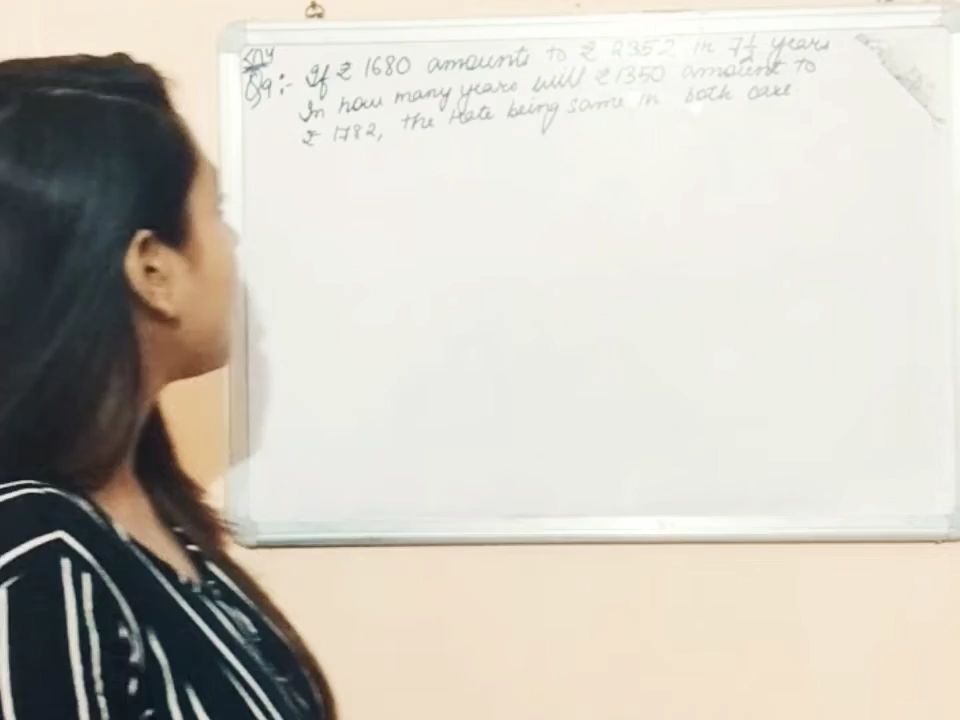 Q9:- If ₹ 1680 amounts to ₹ 2352 in 7½ years
In how many years will ₹ 1350 amount to
₹ 1782, the Rate being same in both case